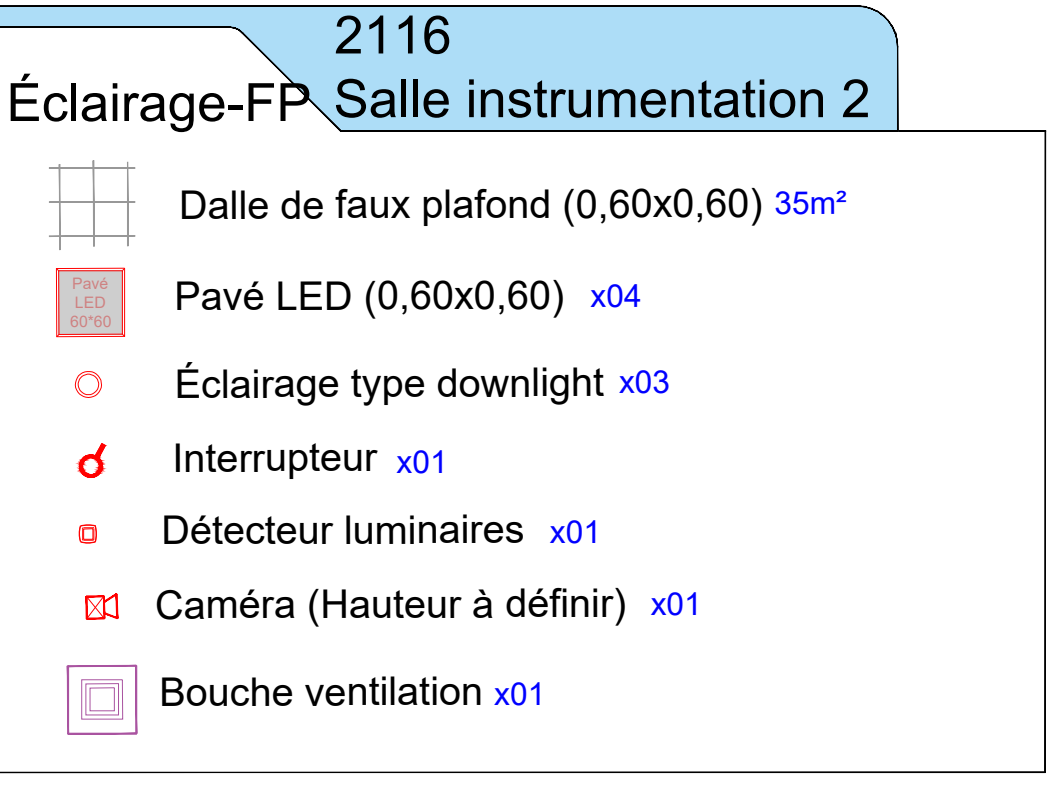 2116
Éclairage-FP Salle instrumentation 2
Dalle de faux plafond (0,60x0,60) 35m²
Pavé
LED
60*60
Pavé LED (0,60x0,60) x04
Éclairage type downlight x03
Interrupteur x01
Détecteur luminaires x01
Caméra (Hauteur à définir) x01
Bouche ventilation x01